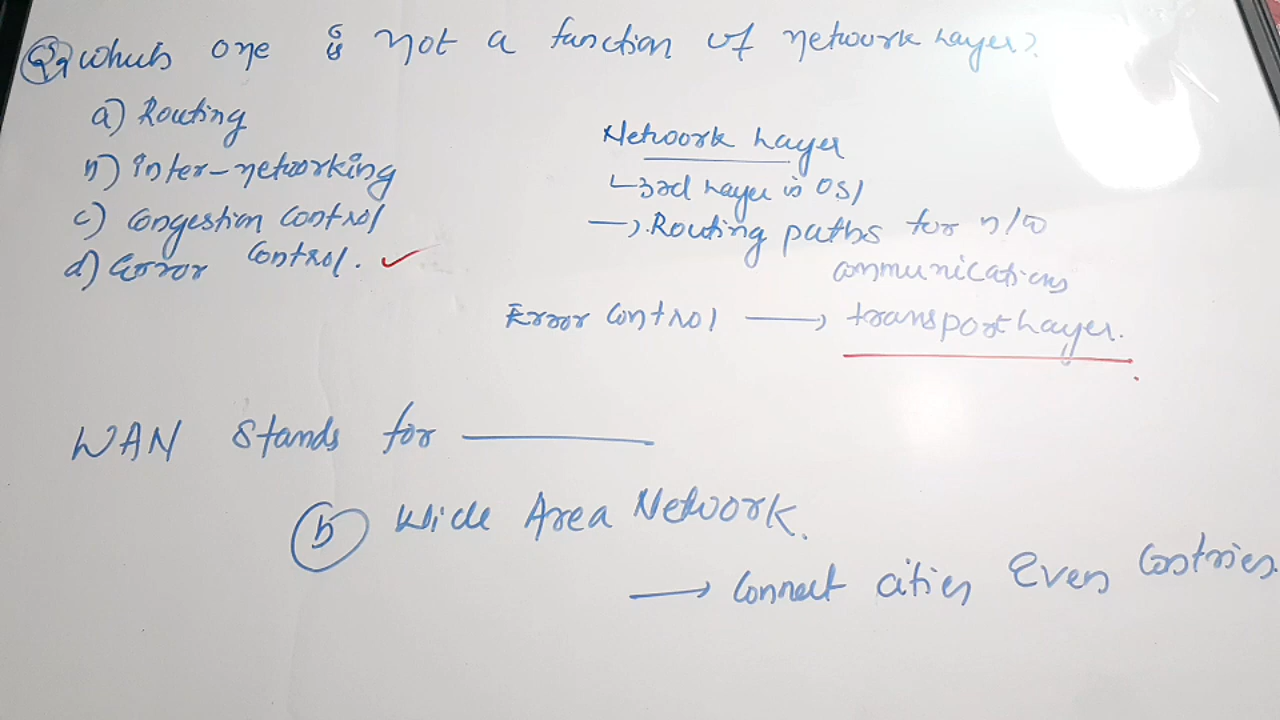 Q which one is not a function of network Layer?
a) Routing
b) inter-networking
c) Congestion control
d) Error control.
Network Layer
3rd Layer in OSI
→ Routing paths for n/w
communications
Error control → transport Layer.
WAN stands for
b Wide Area Network.
→ Connect cities Even Contries.